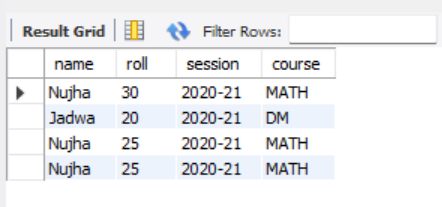 Result Grid Filter Rows:
name roll session course
Nujha 30 2020-21 MATH
Jadwa 20 2020-21 DM
Nujha 25 2020-21 MATH
Nujha 25 2020-21 MATH